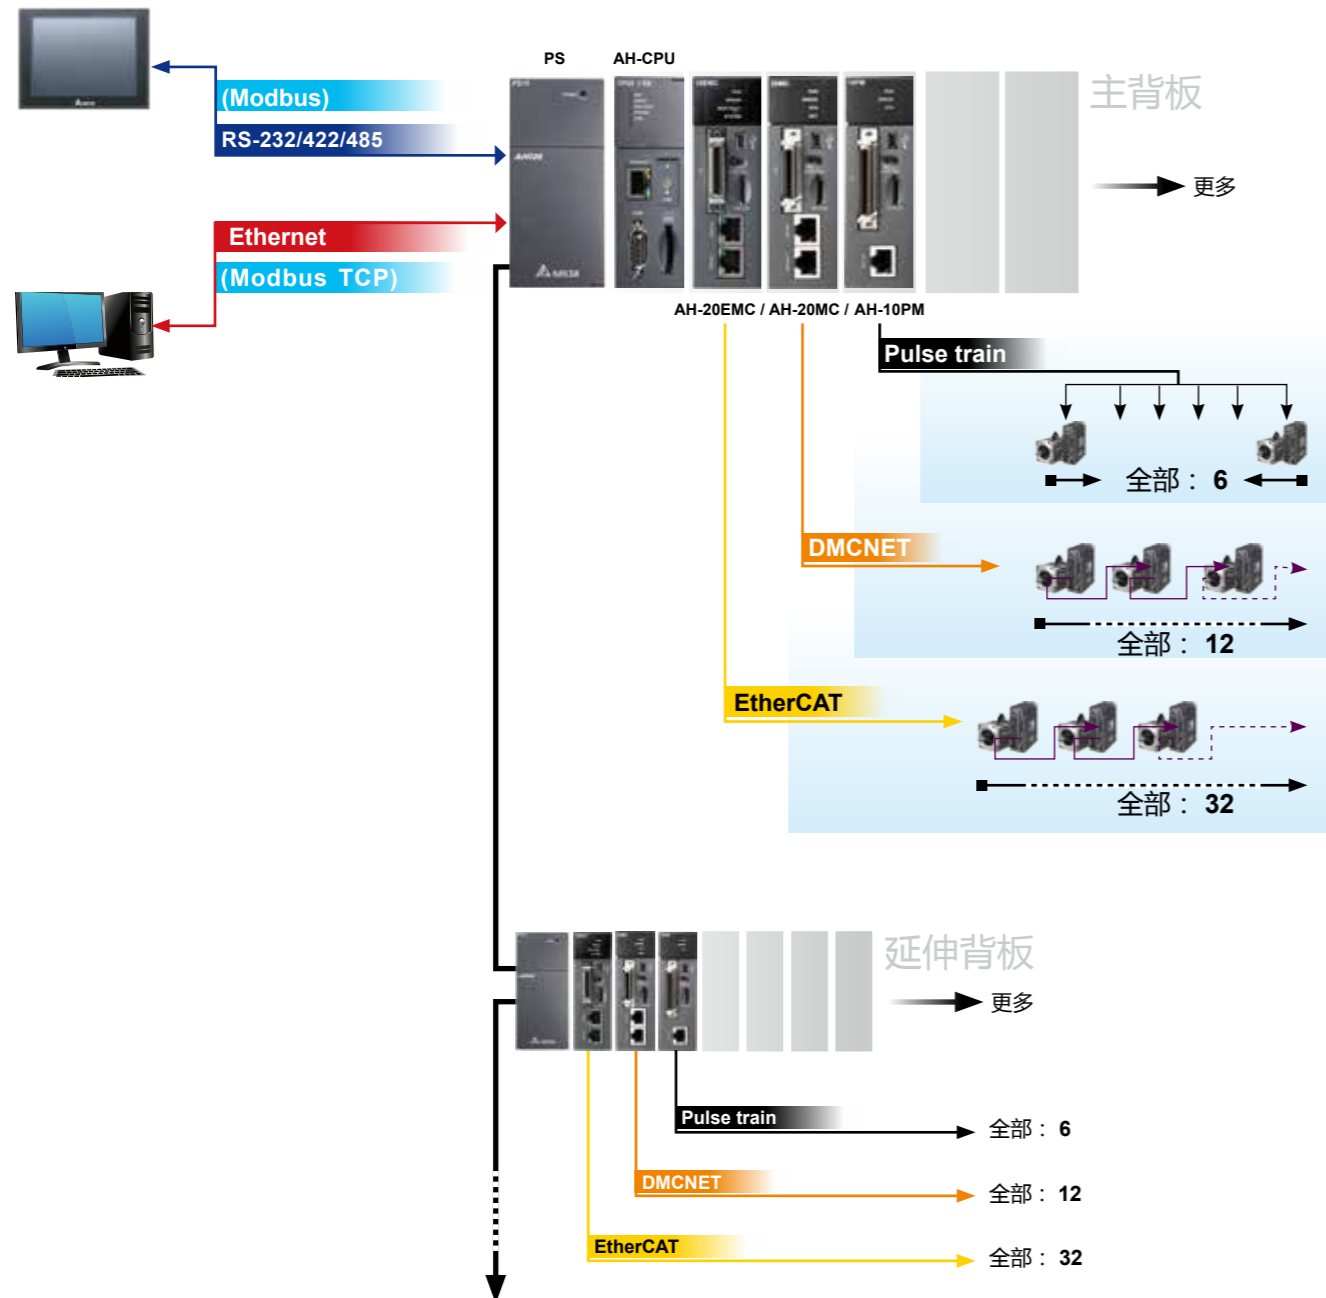 PS
AH-CPU
主背板
(Modbus)
RS-232/422/485
更多
Ethernet
(Modbus TCP)
AH-20EMC / AH-20MC / AH-10PM
Pulse train
全部： 6
DMCNET
全部： 12
EtherCAT
全部： 32
延伸背板
更多
Pulse train
全部： 6
DMCNET
全部： 12
EtherCAT
全部： 32